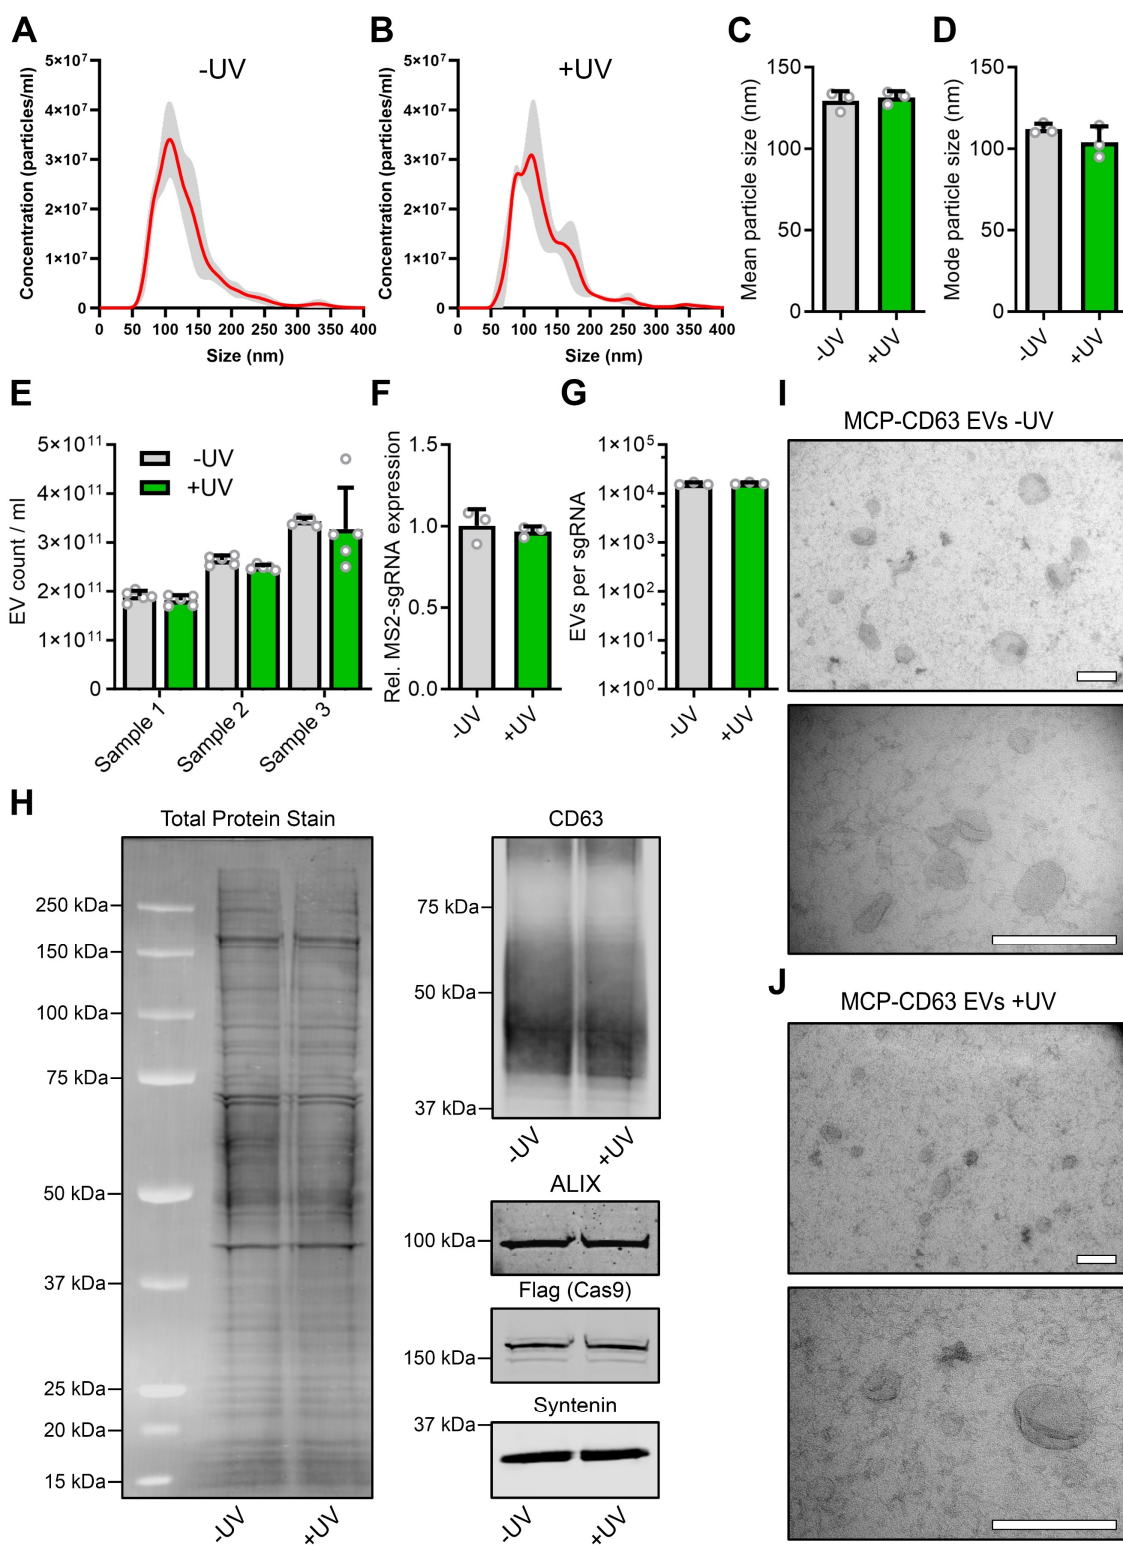 A
-UV
Concentration (particles/ml)
5×10⁷
4×10⁷
3×10⁷
2×10⁷
1×10⁷
0
0 50 100 150 200 250 300 350 400
Size (nm)
B
+UV
Concentration (particles/ml)
5×10⁷
4×10⁷
3×10⁷
2×10⁷
1×10⁷
0
0 50 100 150 200 250 300 350 400
Size (nm)
C
Mean particle size (nm)
150
100
50
0
-UV
+UV
D
Mode particle size (nm)
150
100
50
0
-UV
+UV
E
EV count / ml
5×10¹¹
4×10¹¹
3×10¹¹
2×10¹¹
1×10¹¹
0
-UV
+UV
Sample 1
Sample 2
Sample 3
F
Rel. MS2-sgRNA expression
1.5
1.0
0.5
0.0
-UV
+UV
G
EVs per sgRNA
1×10⁵
1×10⁴
1×10³
1×10²
1×10¹
1×10⁰
-UV
+UV
I
MCP-CD63 EVs -UV
H
Total Protein Stain
250 kDa
150 kDa
100 kDa
75 kDa
50 kDa
37 kDa
25 kDa
20 kDa
15 kDa
-UV
+UV
CD63
75 kDa
50 kDa
37 kDa
-UV
+UV
ALIX
100 kDa
Flag (Cas9)
150 kDa
Syntenin
37 kDa
-UV
+UV
J
MCP-CD63 EVs +UV